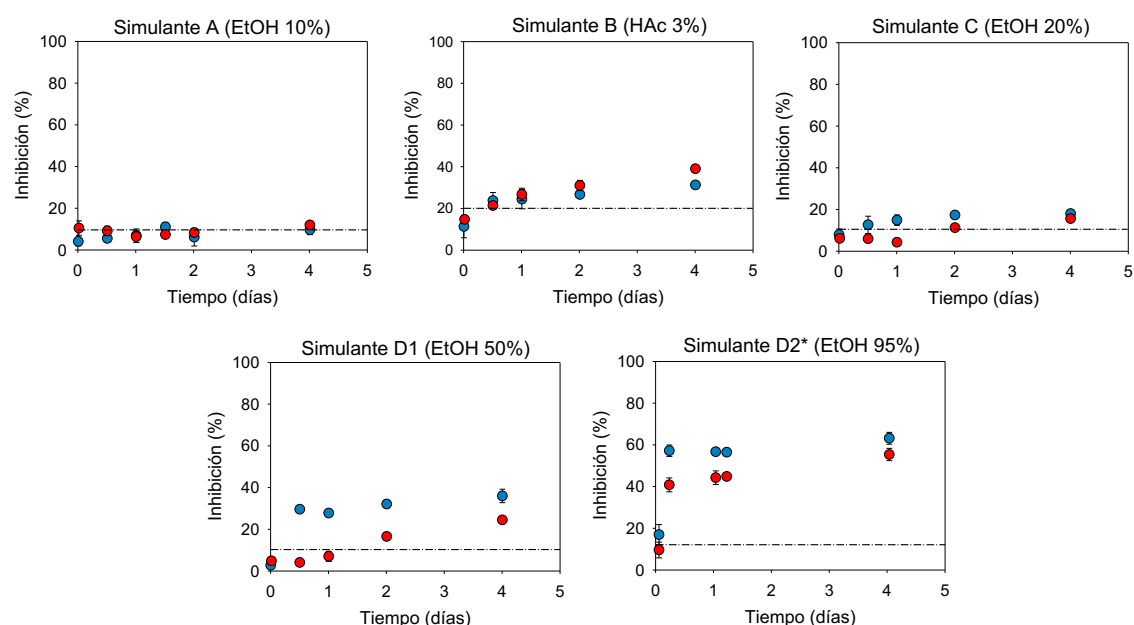 Simulante A (EtOH 10%)
Inhibición (%)
100
80
60
40
20
0
0 1 2 3 4 5
Tiempo (días)
Simulante B (HAc 3%)
Inhibición (%)
100
80
60
40
20
0
0 1 2 3 4 5
Tiempo (días)
Simulante C (EtOH 20%)
Inhibición (%)
100
80
60
40
20
0
0 1 2 3 4 5
Tiempo (días)
Simulante D1 (EtOH 50%)
Inhibición (%)
100
80
60
40
20
0
0 1 2 3 4 5
Tiempo (días)
Simulante D2* (EtOH 95%)
Inhibición (%)
100
80
60
40
20
0
0 1 2 3 4 5
Tiempo (días)